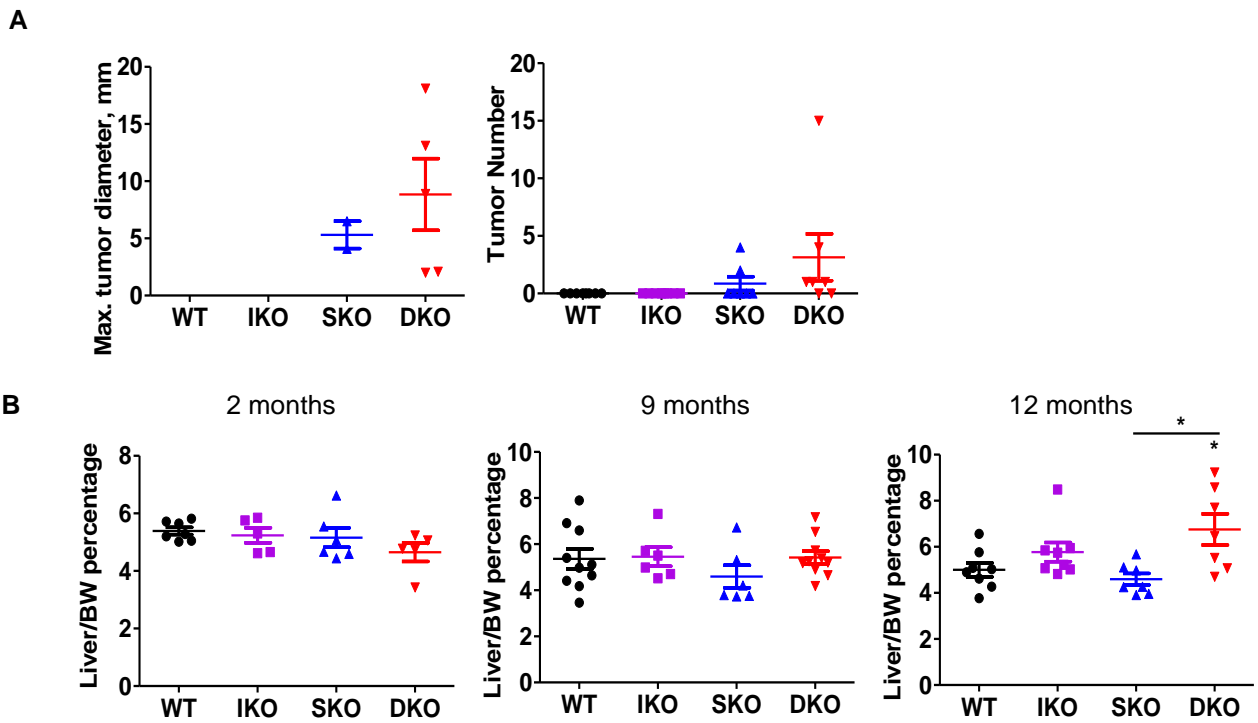 A
Max. tumor diameter, mm
20
15
10
5
0
WT IKO SKO DKO
Tumor Number
20
15
10
5
0
WT IKO SKO DKO
B
2 months
Liver/BW percentage
8
6
4
2
0
WT IKO SKO DKO
9 months
Liver/BW percentage
10
8
6
4
2
0
WT IKO SKO DKO
12 months
*
*
Liver/BW percentage
10
8
6
4
2
0
WT IKO SKO DKO